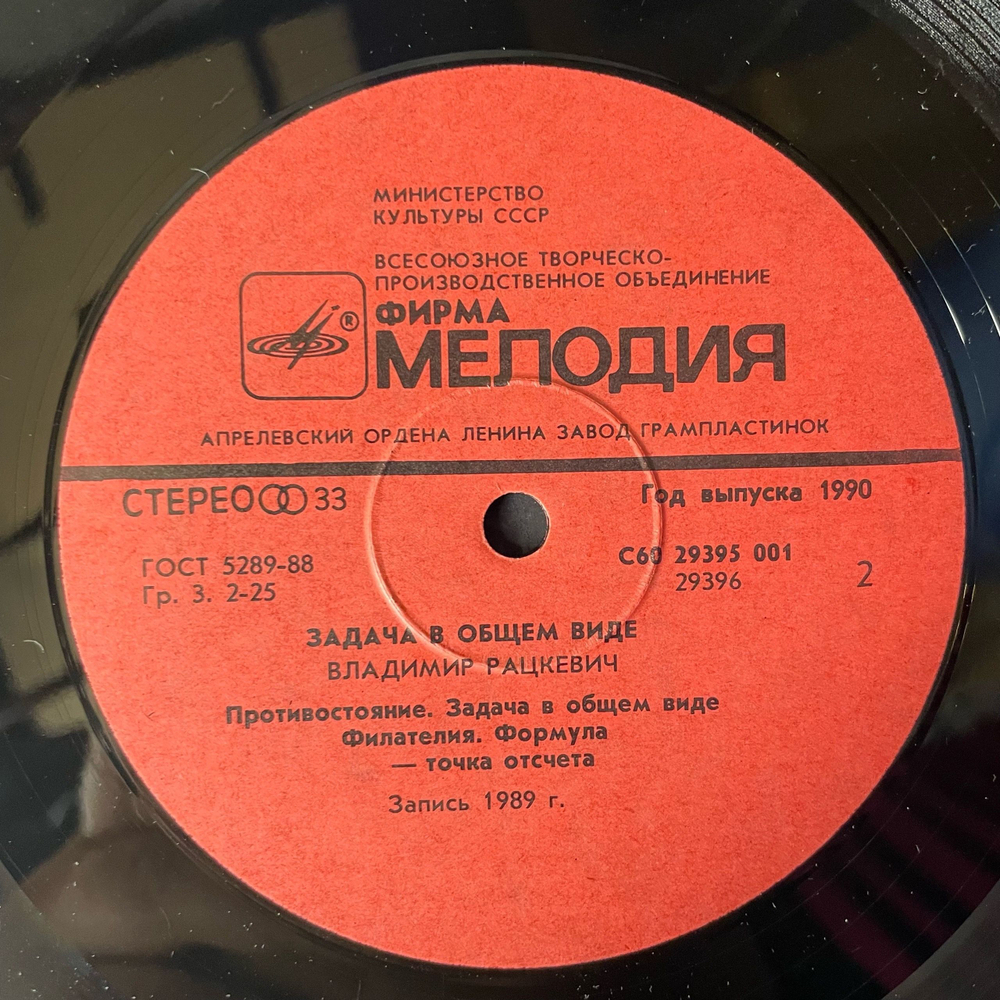 МИНИСТЕРСТВО
КУЛЬТУРЫ СССР
ВСЕСОЮЗНОЕ ТВОРЧЕСКО-
ПРОИЗВОДСТВЕННОЕ ОБЪЕДИНЕНИЕ
ФИРМА
®
МЕЛОДИЯ
АПРЕЛЕВСКИЙ ОРДЕНА ЛЕНИНА ЗАВОД ГРАМПЛАСТИНОК
СТЕРЕО 33
Год выпуска 1990
ГОСТ 5289-88
Гр. 3. 2-25
С60 29395 001
29396
2
ЗАДАЧА В ОБЩЕМ ВИДЕ
ВЛАДИМИР РАЦКЕВИЧ
Противостояние. Задача в общем виде
Филателия. Формула
— точка отсчета
Запись 1989 г.